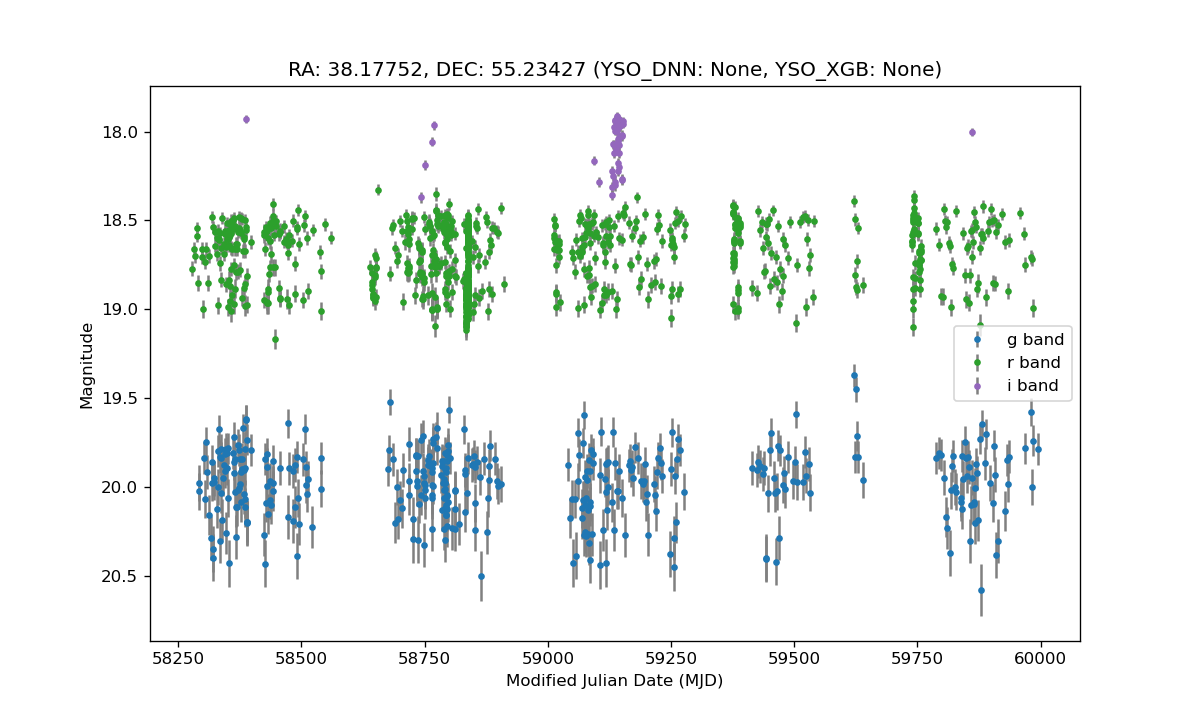 RA: 38.17752, DEC: 55.23427 (YSO_DNN: None, YSO_XGB: None)
18.0
18.5
19.0
19.5
20.0
20.5
Magnitude
g band
r band
i band
58250 58500 58750 59000 59250 59500 59750 60000
Modified Julian Date (MJD)